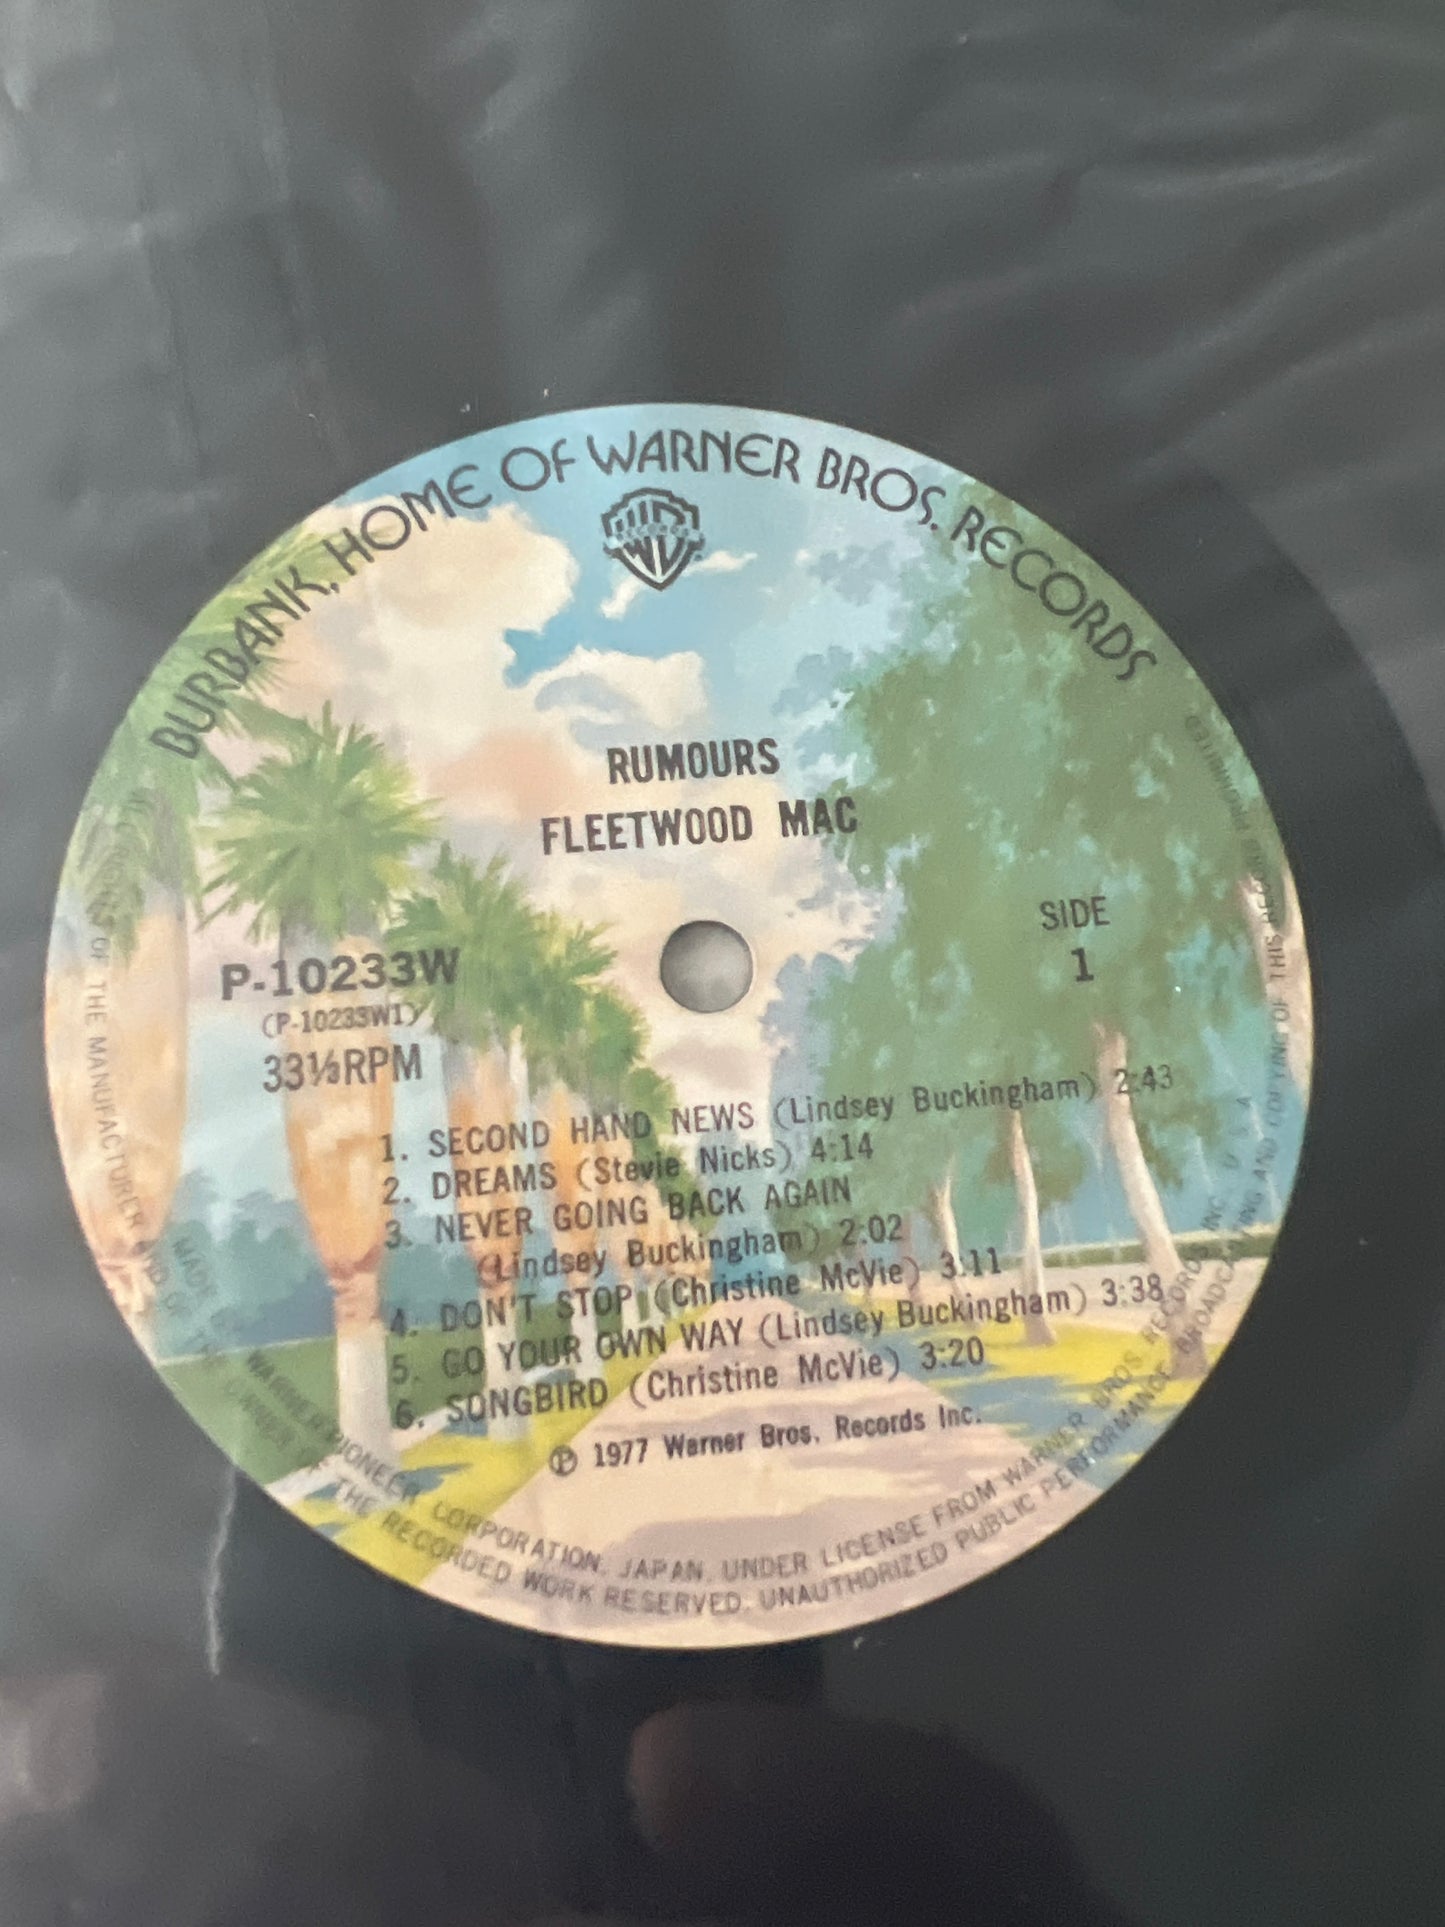 BURBANK, HOME OF WARNER BROS. RECORDS
RECORDS
RUMOURS
FLEETWOOD MAC
P-10233W
(P-10233W1)
33⅓RPM
SIDE
1
1. SECOND HAND NEWS (Lindsey Buckingham) 2:43
2. DREAMS (Stevie Nicks) 4:14
3. NEVER GOING BACK AGAIN
(Lindsey Buckingham) 2:02
4. DON'T STOP (Christine McVie) 3:11
5. GO YOUR OWN WAY (Lindsey Buckingham) 3:38
6. SONGBIRD (Christine McVie) 3:20
Ⓟ 1977 Warner Bros. Records Inc.
MADE BY WARNER PIONEER CORPORATION, JAPAN, UNDER LICENSE FROM WARNER BROS RECORDS INC. U S A
OF THE MANUFACTURER AND OF THE OWNER OF THE RECORDED WORK RESERVED. UNAUTHORIZED PUBLIC PERFORMANCE BROADCASTING AND COPYING OF THIS RECORD PROHIBITED